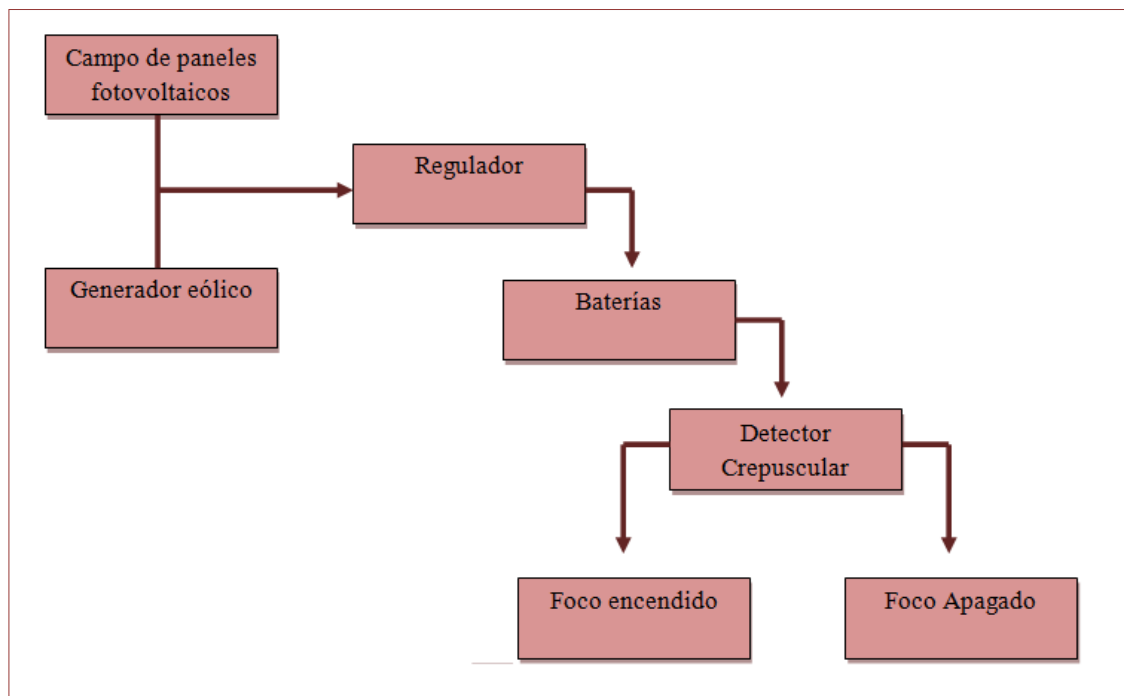 Campo de paneles
fotovoltaicos
Regulador
Generador eólico
Baterías
Detector
Crepuscular
Foco encendido
Foco Apagado